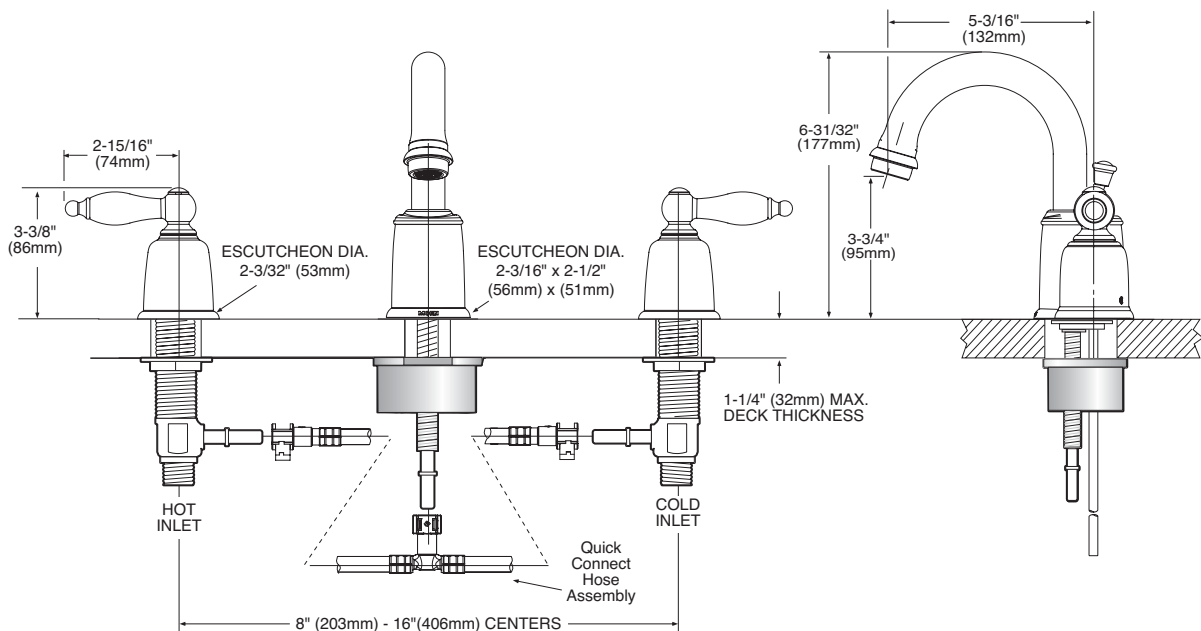 5-3/16"
(132mm)
2-15/16"
(74mm)
6-31/32"
(177mm)
3-3/8"
(86mm)
ESCUTCHEON DIA.
2-3/32" (53mm)
ESCUTCHEON DIA.
2-3/16" x 2-1/2"
(56mm) x (51mm)
3-3/4"
(95mm)
MOEN
1-1/4" (32mm) MAX.
DECK THICKNESS
HOT
INLET
COLD
INLET
Quick
Connect
Hose
Assembly
8" (203mm) - 16"(406mm) CENTERS